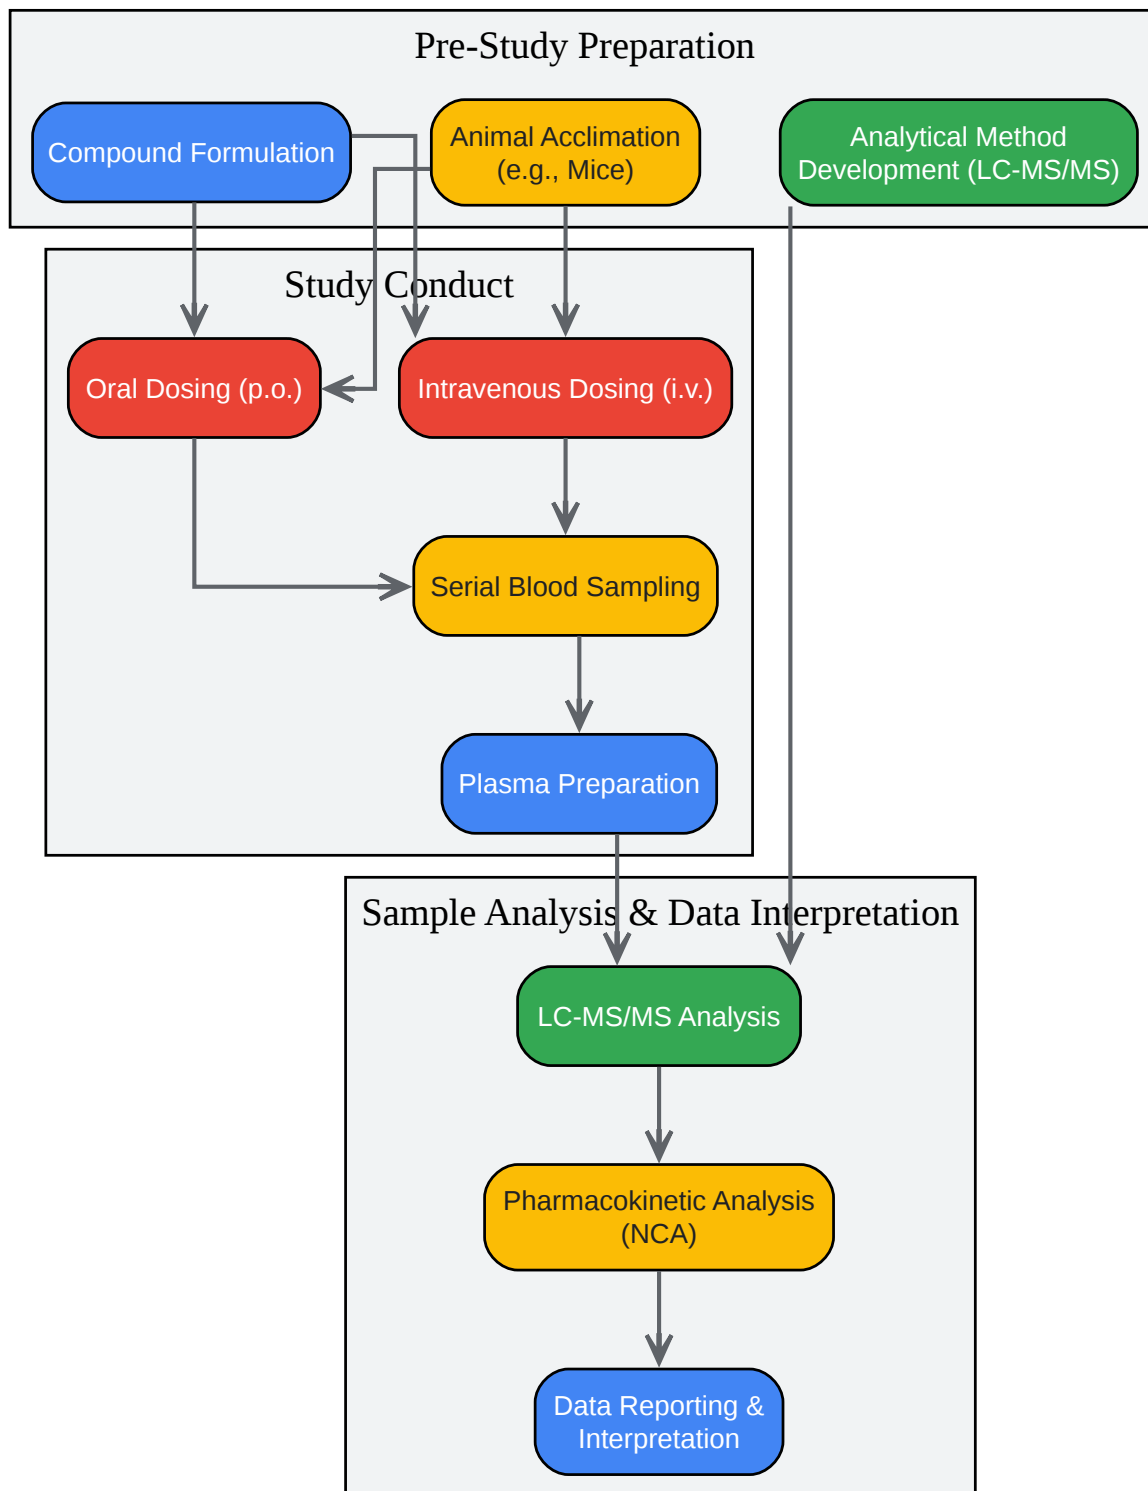 Pre-Study Preparation
Compound Formulation
Animal Acclimation
(e.g., Mice)
Analytical Method
Development (LC-MS/MS)
Study Conduct
Oral Dosing (p.o.)
Intravenous Dosing (i.v.)
Serial Blood Sampling
Plasma Preparation
Sample Analysis & Data Interpretation
LC-MS/MS Analysis
Pharmacokinetic Analysis
(NCA)
Data Reporting &
Interpretation